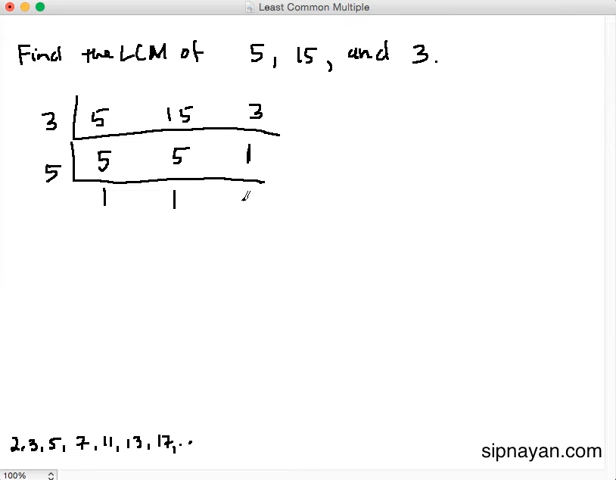 Least Common Multiple
Find the LCM of 5, 15, and 3.
3 5 15 3
5 5 5 1
1 1
2, 3, 5, 7, 11, 13, 17, ..
sipnayan.com
100%